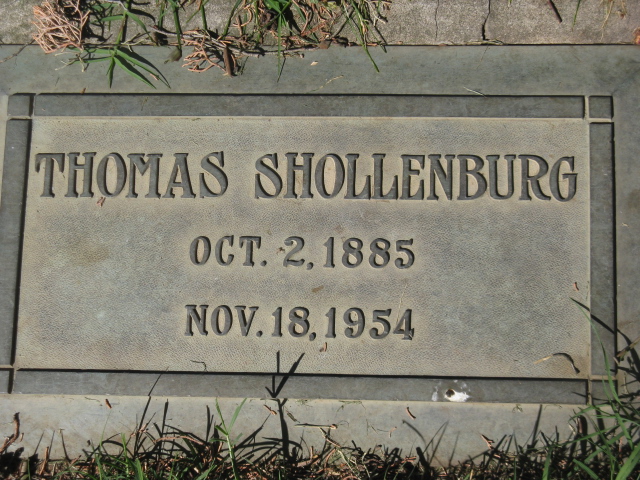 THOMAS SHOLLENBURG
OCT. 2, 1885
NOV. 18, 1954